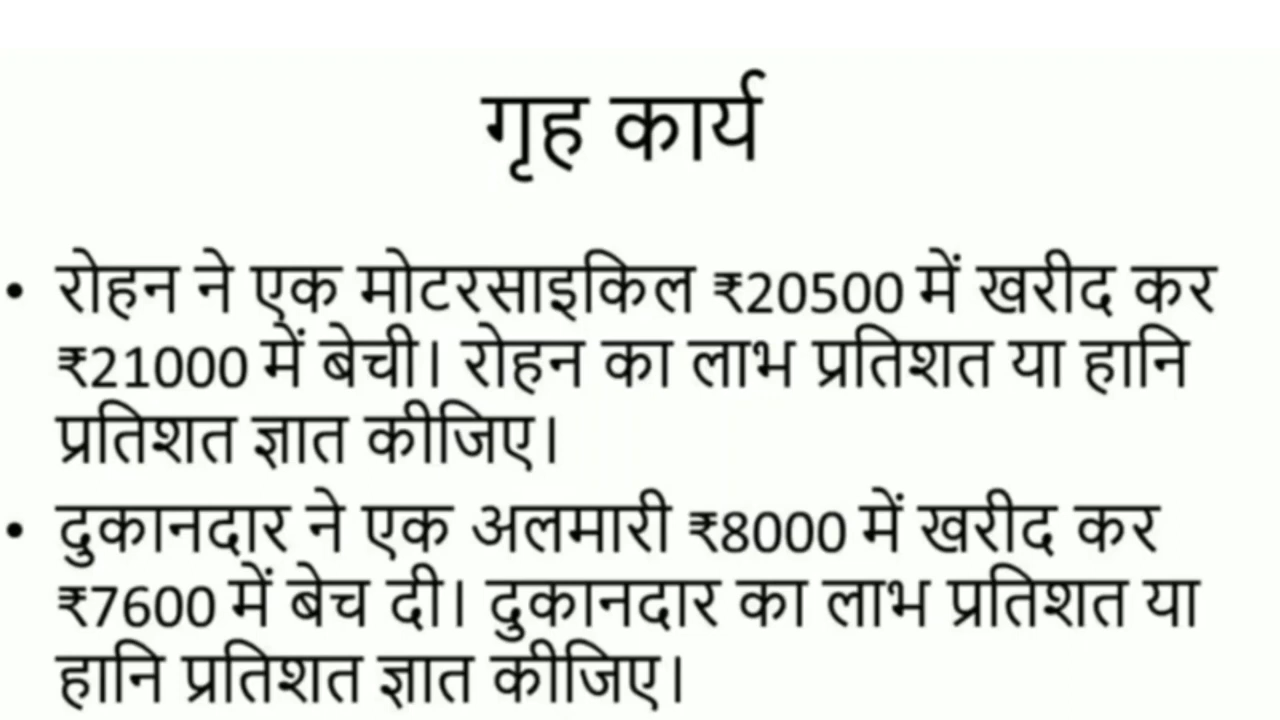 गृह कार्य
• रोहन ने एक मोटरसाइकिल ₹20500 में खरीद कर
₹21000 में बेची। रोहन का लाभ प्रतिशत या हानि
प्रतिशत ज्ञात कीजिए।
• दुकानदार ने एक अलमारी ₹8000 में खरीद कर
₹7600 में बेच दी। दुकानदार का लाभ प्रतिशत या
हानि प्रतिशत ज्ञात कीजिए।